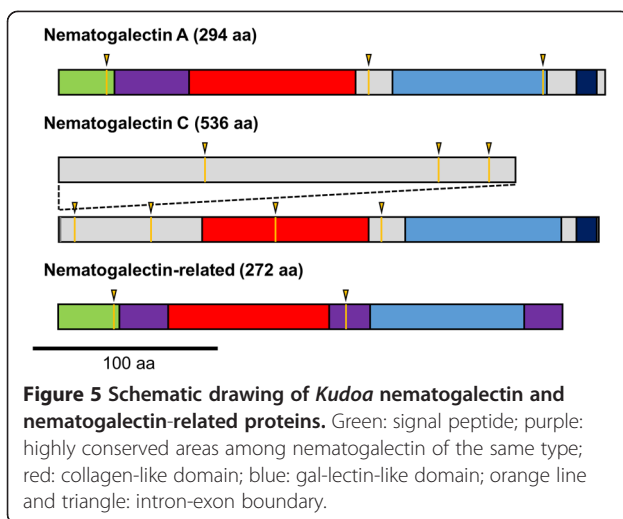 Nematogalectin A (294 aa)
Nematogalectin C (536 aa)
Nematogalectin-related (272 aa)
100 aa
Figure 5 Schematic drawing of Kudoa nematogalectin and
nematogalectin-related proteins. Green: signal peptide; purple:
highly conserved areas among nematogalectin of the same type;
red: collagen-like domain; blue: gal-lectin-like domain; orange line
and triangle: intron-exon boundary.